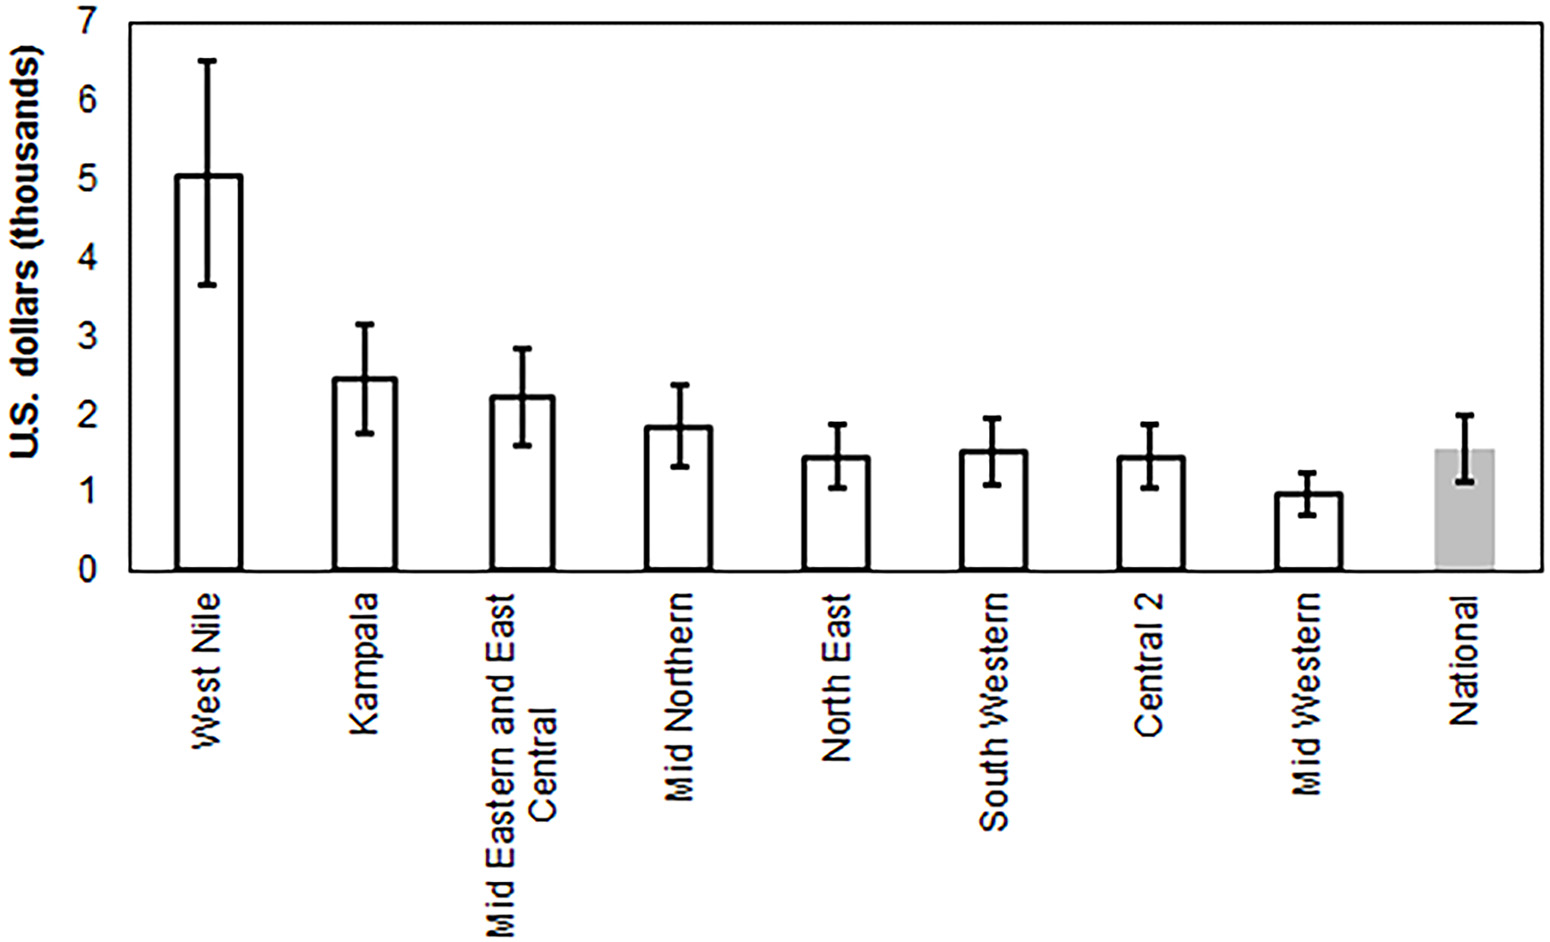 U.S. dollars (thousands)
7
6
5
4
3
2
1
0
West Nile
Kampala
Mid Eastern and East
Central
Mid Northern
North East
South Western
Central 2
Mid Western
National